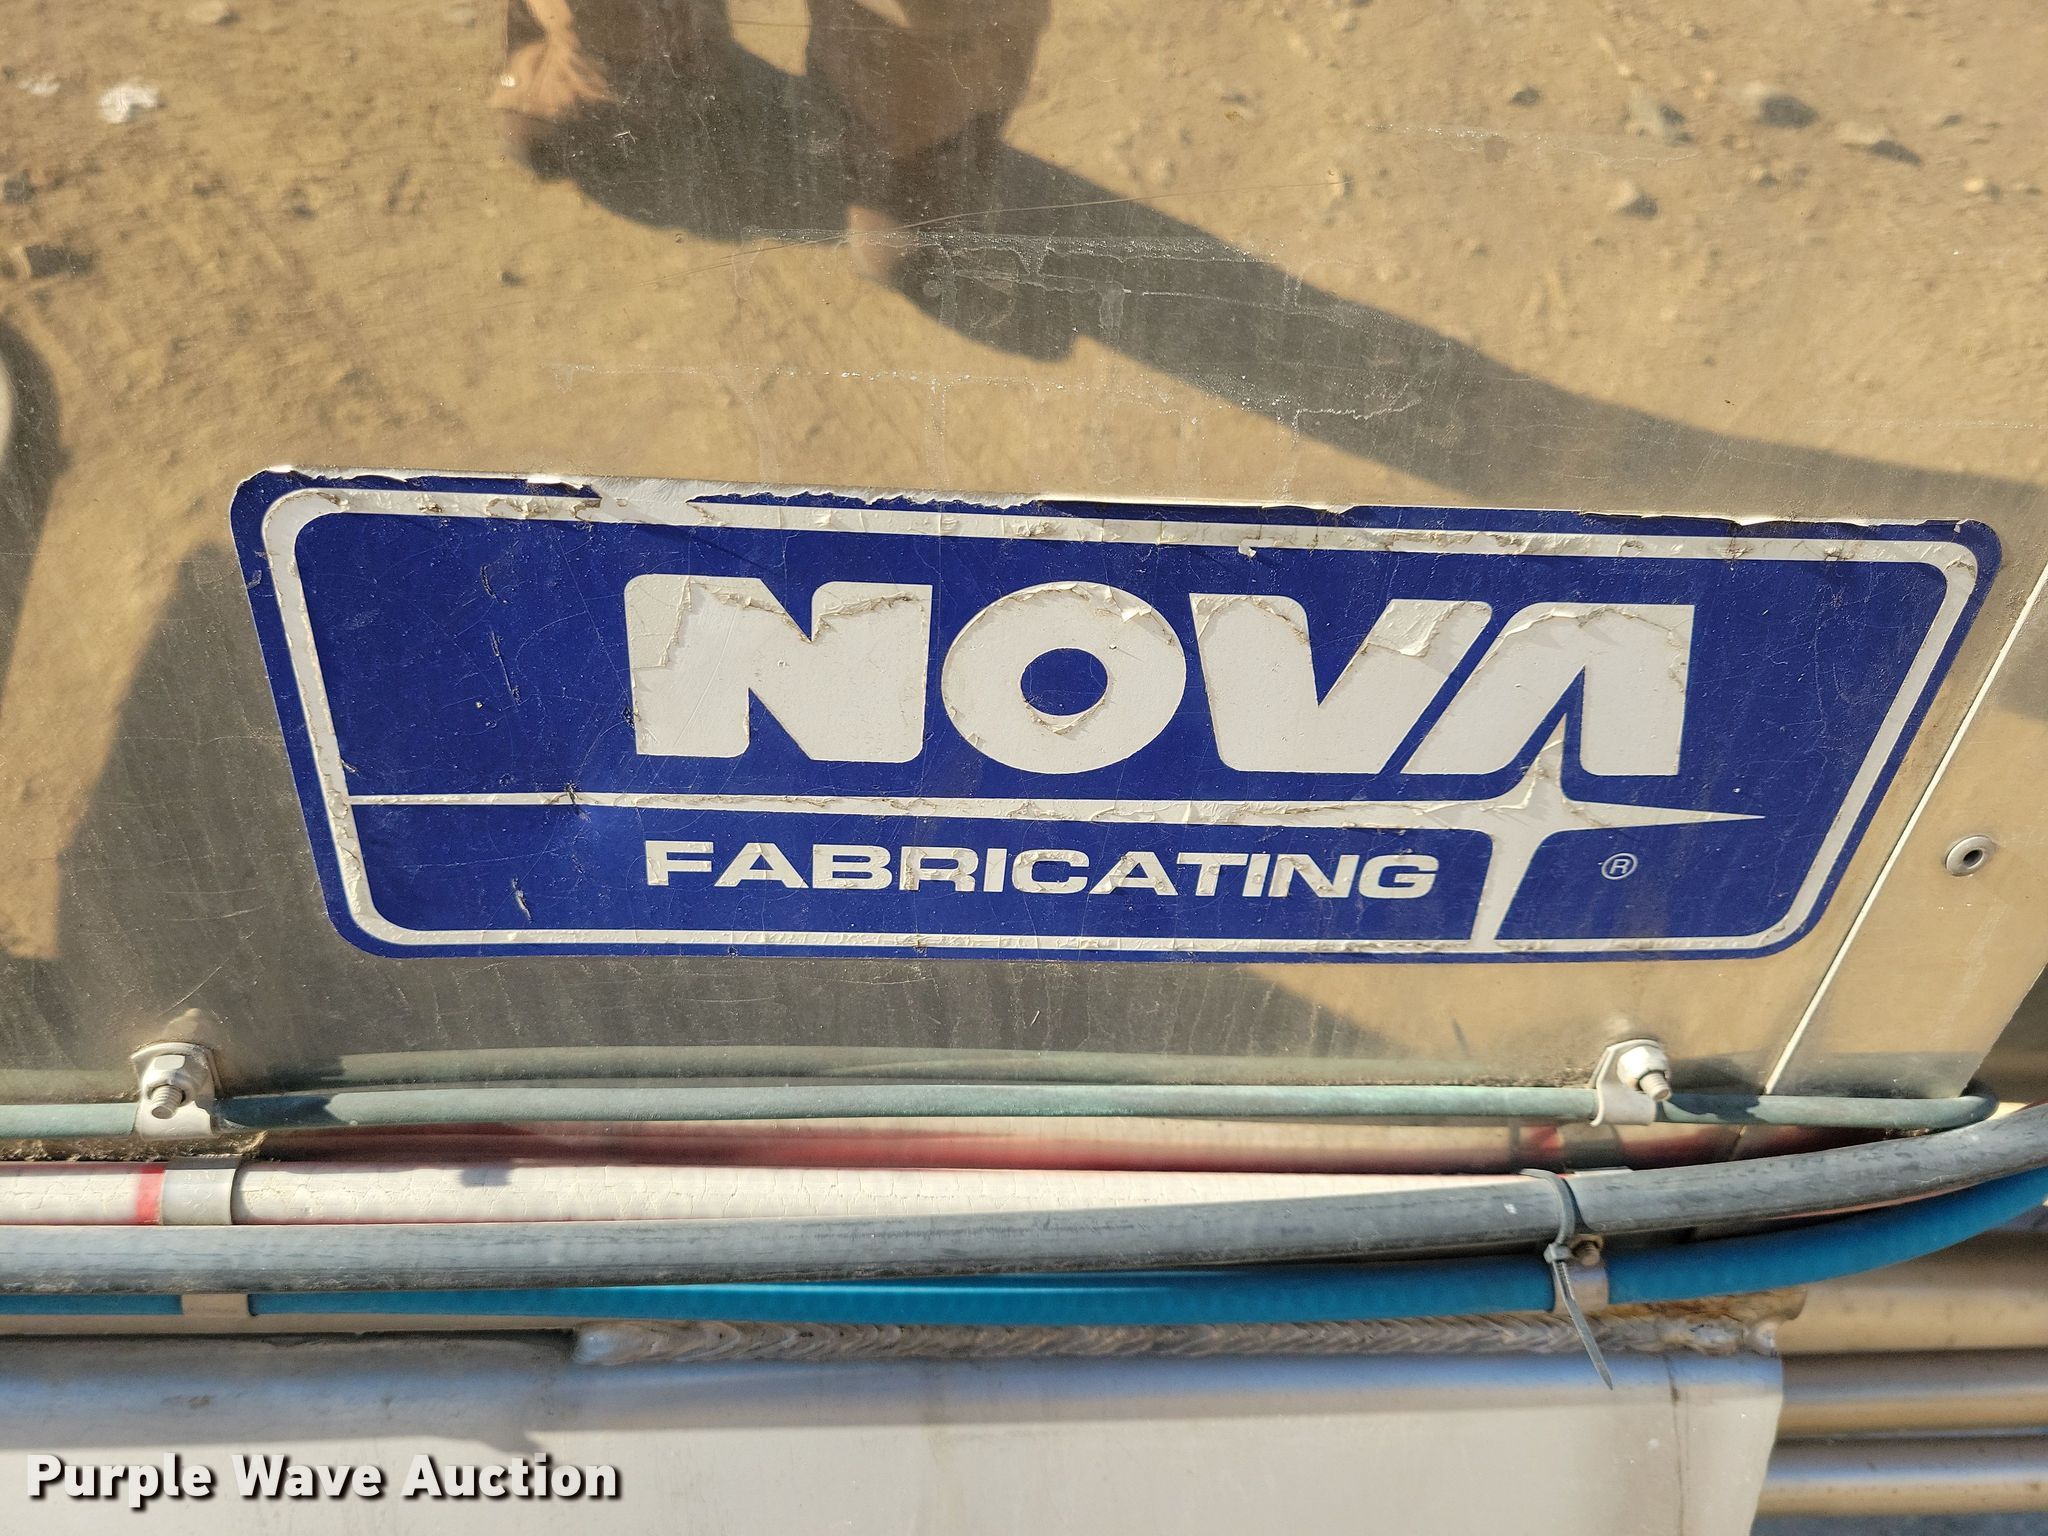 NOVA
FABRICATING
®
Purple Wave Auction